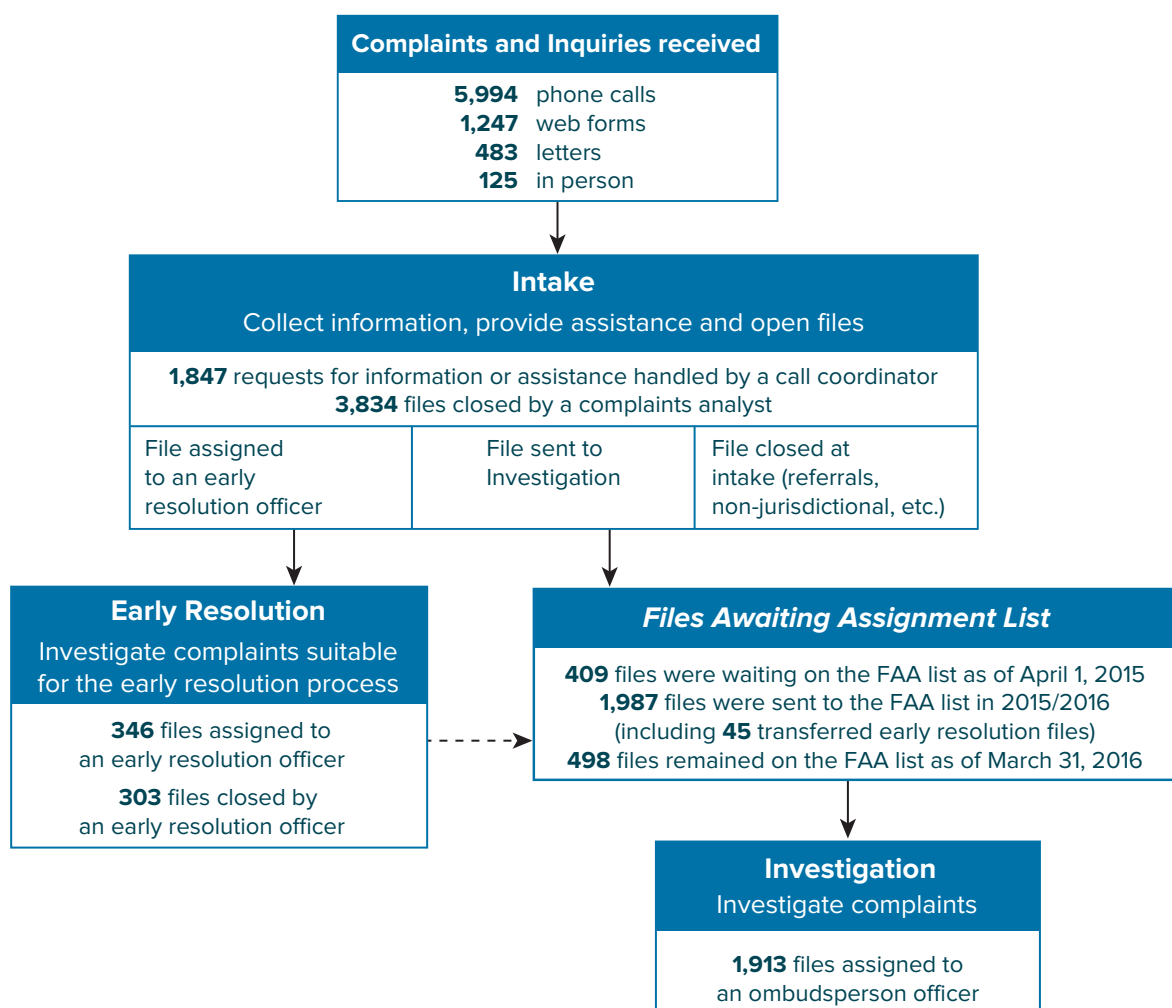 Complaints and Inquiries received
5,994 phone calls
1,247 web forms
483 letters
125 in person
Intake
Collect information, provide assistance and open files
1,847 requests for information or assistance handled by a call coordinator
3,834 files closed by a complaints analyst
File assigned
to an early
resolution officer
File sent to
Investigation
File closed at
intake (referrals,
non-jurisdictional, etc.)
Early Resolution
Investigate complaints suitable
for the early resolution process
346 files assigned to
an early resolution officer
303 files closed by
an early resolution officer
Files Awaiting Assignment List
409 files were waiting on the FAA list as of April 1, 2015
1,987 files were sent to the FAA list in 2015/2016
(including 45 transferred early resolution files)
498 files remained on the FAA list as of March 31, 2016
Investigation
Investigate complaints
1,913 files assigned to
an ombudsperson officer